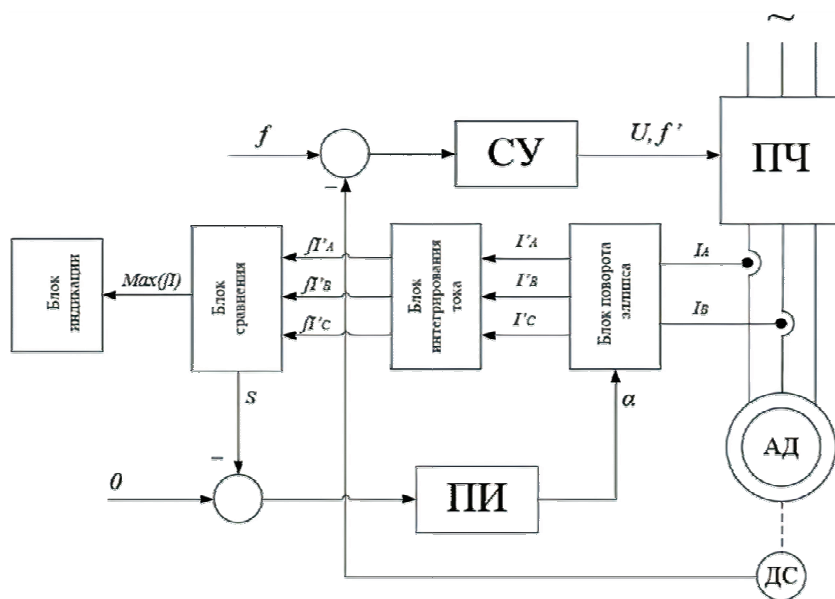 ~
f
СУ
U, f'
ПЧ
–
Блок
индикации
Max(∫I)
Блок
сравнения
∫I'A
∫I'B
∫I'C
Блок
интегрирования
тока
I'A
I'B
I'C
Блок поворота
эллипса
IA
IB
S
α
АД
–
0
ПИ
ДС